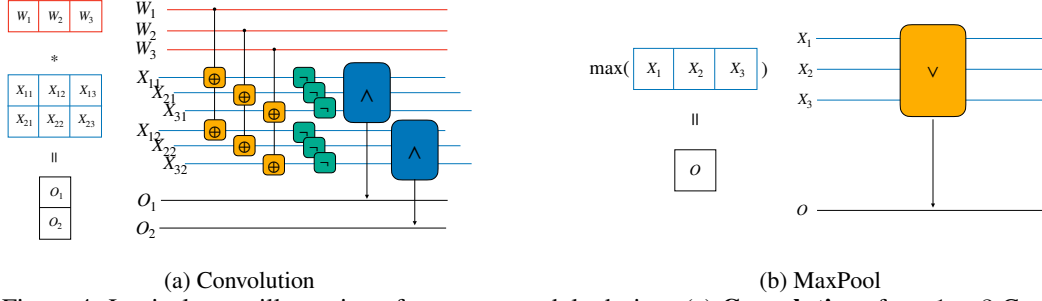 W1 W2 W3
*
X11 X12 X13
X21 X22 X23
=
O1
O2
W1
W2
W3
X11
X21
X31
X12
X22
X32
O1
O2
⊕ ⊕ ⊕
⊕ ⊕ ⊕
¬ ¬ ¬
¬ ¬ ¬
∧
∧
(a) Convolution
max( X1 X2 X3 )
=
O
X1
X2
X3
∨
O
(b) MaxPool